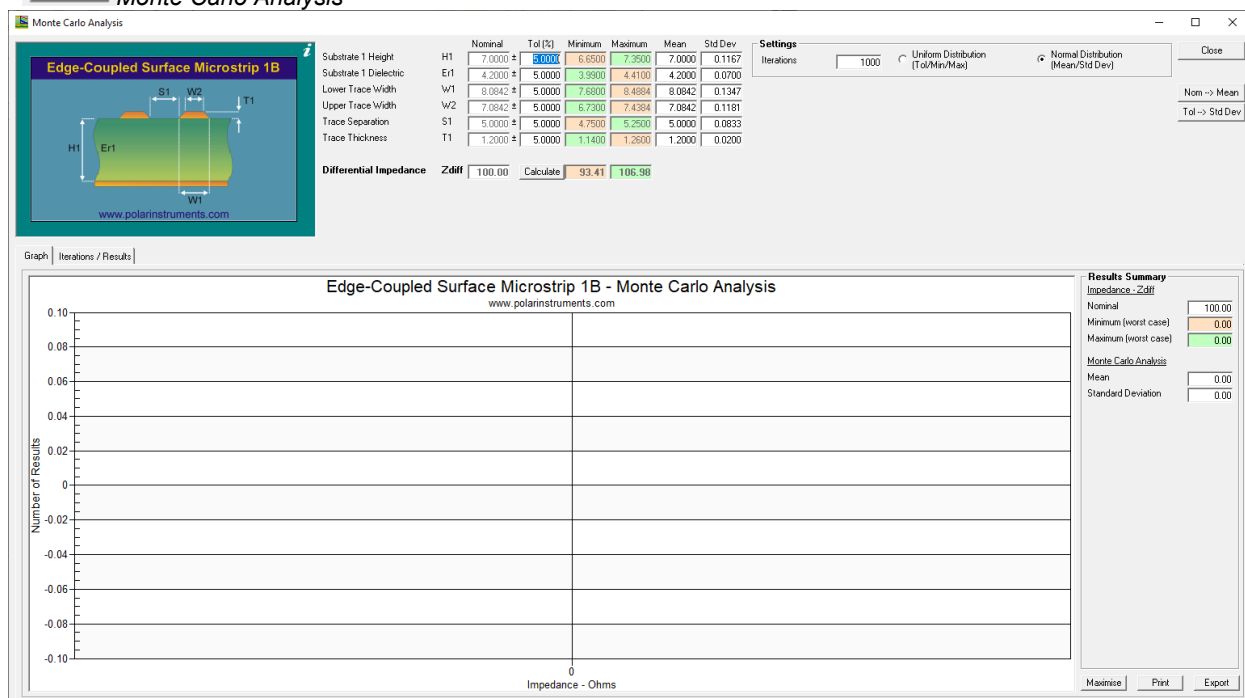 Monte Carlo Analysis
Monte Carlo Analysis
Edge-Coupled Surface Microstrip 1B
i
S1 W2 T1
H1 Er1
W1
www.polarinstruments.com
Nominal Tol (%) Minimum Maximum Mean Std Dev
Substrate 1 Height H1 7.0000 ± 5.0000 6.6500 7.3500 7.0000 0.1167
Substrate 1 Dielectric Er1 4.2000 ± 5.0000 3.9900 4.4100 4.2000 0.0700
Lower Trace Width W1 8.0842 ± 5.0000 7.6800 8.4884 8.0842 0.1347
Upper Trace Width W2 7.0842 ± 5.0000 6.7300 7.4384 7.0842 0.1181
Trace Separation S1 5.0000 ± 5.0000 4.7500 5.2500 5.0000 0.0833
Trace Thickness T1 1.2000 ± 5.0000 1.1400 1.2600 1.2000 0.0200
Differential Impedance Zdiff 100.00 Calculate 93.41 106.98
Settings
Iterations 1000
Uniform Distribution
(Tol/Min/Max)
Normal Distribution
(Mean/Std Dev)
Close
Nom --> Mean
Tol --> Std Dev
Graph Iterations / Results
Edge-Coupled Surface Microstrip 1B - Monte Carlo Analysis
www.polarinstruments.com
Number of Results
0.10
0.08
0.06
0.04
0.02
0
-0.02
-0.04
-0.06
-0.08
-0.10
0
Impedance - Ohms
Results Summary
Impedance - Zdiff
Nominal 100.00
Minimum (worst case) 0.00
Maximum (worst case) 0.00
Monte Carlo Analysis
Mean 0.00
Standard Deviation 0.00
Maximise Print Export